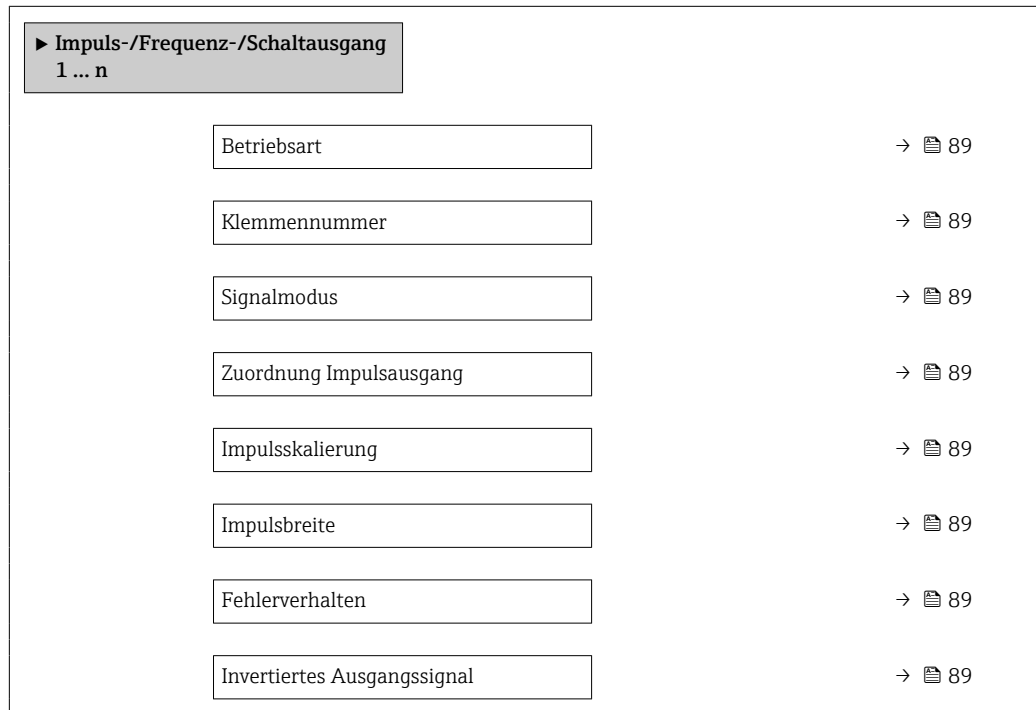 ▶ Impuls-/Frequenz-/Schaltausgang
1 ... n
Betriebsart → 89
Klemmennummer → 89
Signalmodus → 89
Zuordnung Impulsausgang → 89
Impulsskalierung → 89
Impulsbreite → 89
Fehlerverhalten → 89
Invertiertes Ausgangssignal → 89